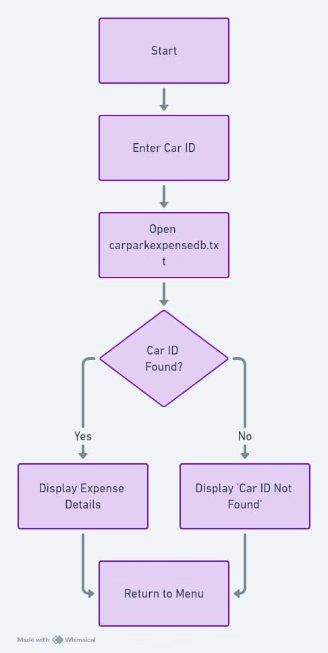 Start
Enter Car ID
Open
carparkexpensedb.tx
t
Car ID
Found?
Yes
No
Display Expense
Details
Display 'Car ID Not
Found'
Return to Menu
Made with Whimsical